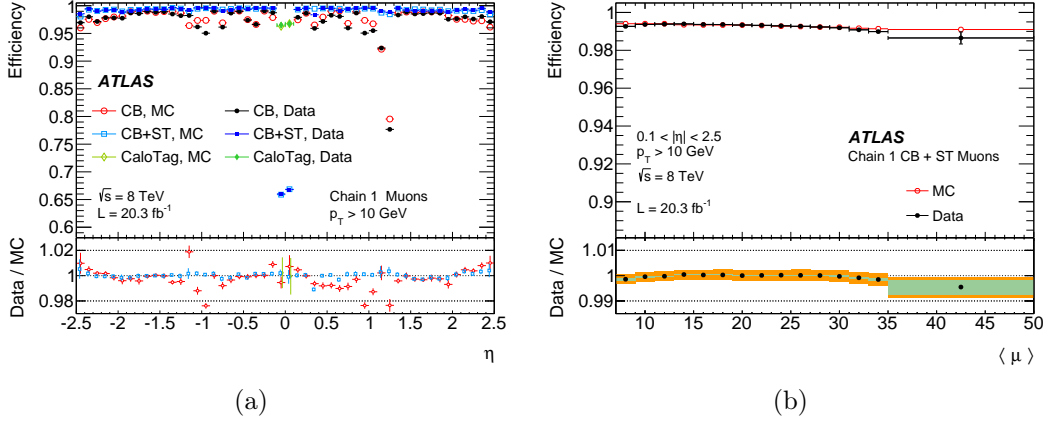 Efficiency
1
0.95
0.9
0.85
0.8
0.75
0.7
0.65
0.6
ATLAS
CB, MC
CB, Data
CB+ST, MC
CB+ST, Data
CaloTag, MC
CaloTag, Data
√s = 8 TeV
L = 20.3 fb⁻¹
Chain 1 Muons
p_T > 10 GeV
Data / MC
1.02
1
0.98
-2.5 -2 -1.5 -1 -0.5 0 0.5 1 1.5 2 2.5
η
(a)
Efficiency
1
0.98
0.96
0.94
0.92
0.9
0.1 < |η| < 2.5
p_T > 10 GeV
√s = 8 TeV
L = 20.3 fb⁻¹
ATLAS
Chain 1 CB + ST Muons
MC
Data
Data / MC
1.01
1
0.99
10 15 20 25 30 35 40 45 50
⟨ μ ⟩
(b)